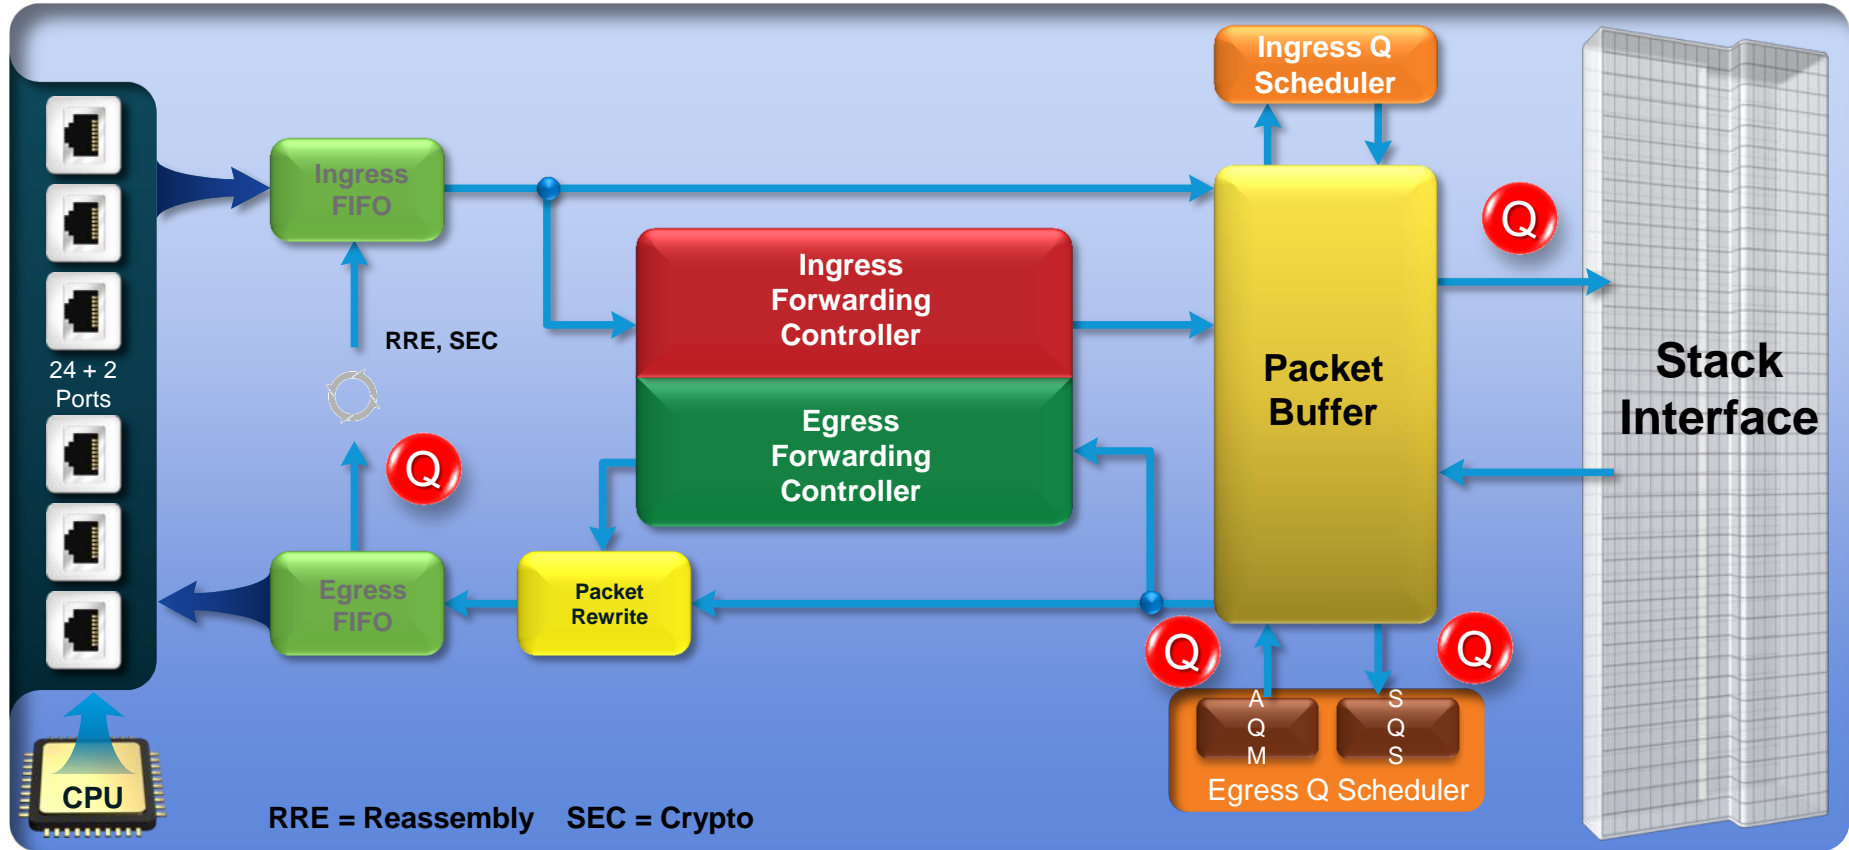 Ingress Q
Scheduler
Ingress
FIFO
Q
Ingress
Forwarding
Controller
RRE, SEC
24 + 2
Ports
Packet
Buffer
Stack
Interface
Egress
Forwarding
Controller
Q
Egress
FIFO
Packet
Rewrite
Q
Q
A
Q
M
S
Q
S
Egress Q Scheduler
CPU
RRE = Reassembly SEC = Crypto